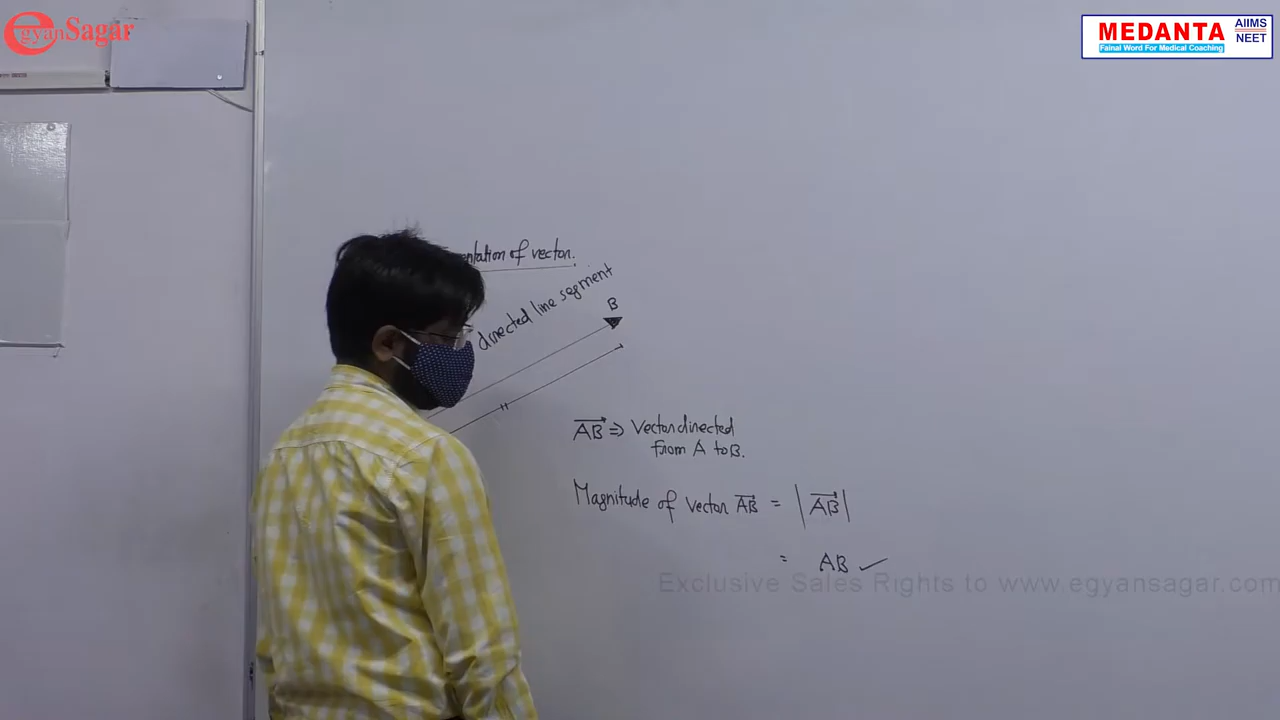 egyanSagar
MEDANTA
Fainal Word For Medical Coaching
AIIMS
NEET
entation of vector.
directed line segment
B
AB ⇒ Vector directed
from A to B.
Magnitude of vector AB = |AB|
= AB ✓
Exclusive Sales Rights to www.egyansagar.com